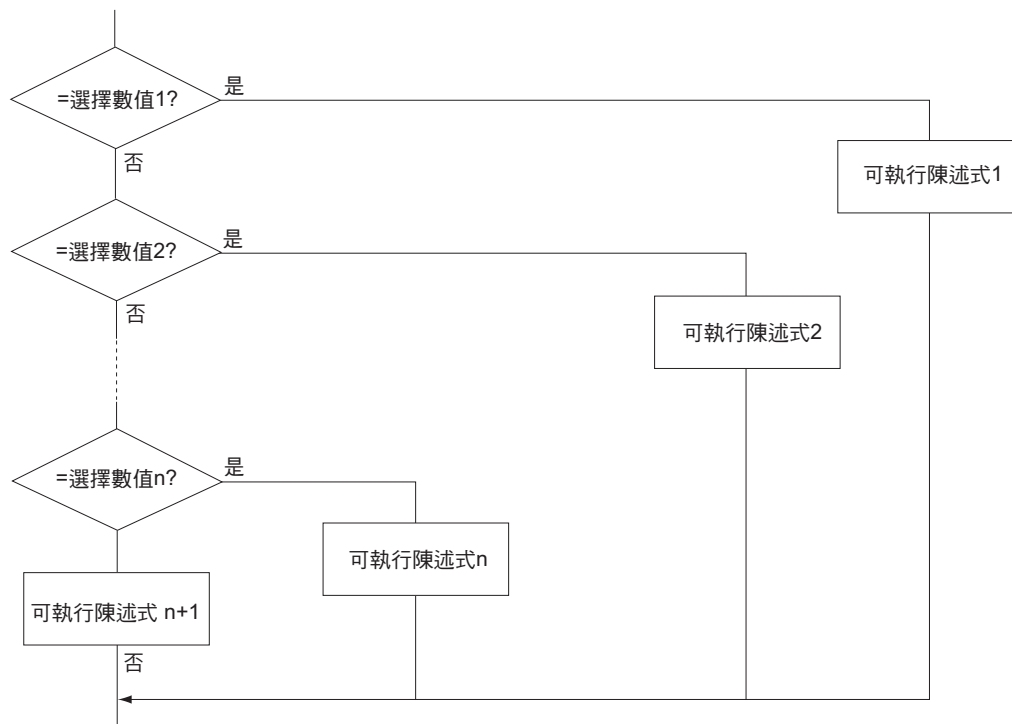 =選擇數值1?
是
可執行陳述式1
否
=選擇數值2?
是
可執行陳述式2
否
=選擇數值n?
是
可執行陳述式n
可執行陳述式 n+1
否